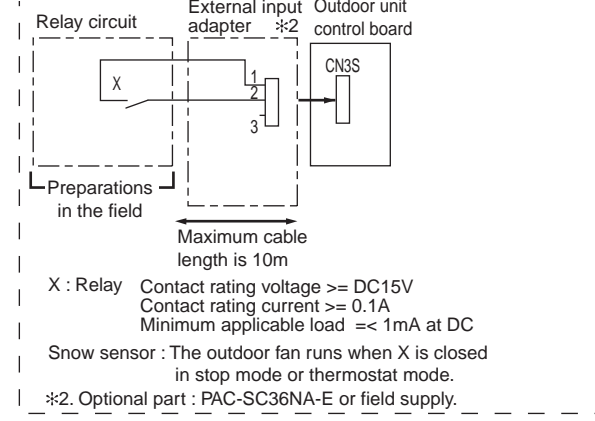 Relay circuit
External input
adapter ✻2
Outdoor unit
control board
CN3S
X
1
2
3
Preparations
in the field
Maximum cable
length is 10m
X : Relay Contact rating voltage >= DC15V
Contact rating current >= 0.1A
Minimum applicable load =< 1mA at DC
Snow sensor : The outdoor fan runs when X is closed
in stop mode or thermostat mode.
✻2. Optional part : PAC-SC36NA-E or field supply.